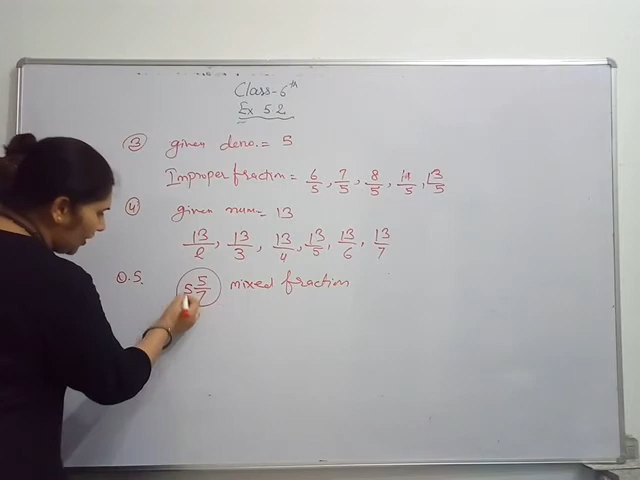 Class-6th
Ex 5.2
③ given deno. = 5
Improper fraction = 6/5, 7/5, 8/5, 11/5, 13/5
④ given num = 13
13/2, 13/3, 13/4, 13/5, 13/6, 13/7
Q.5. 5 5/7 mixed fraction